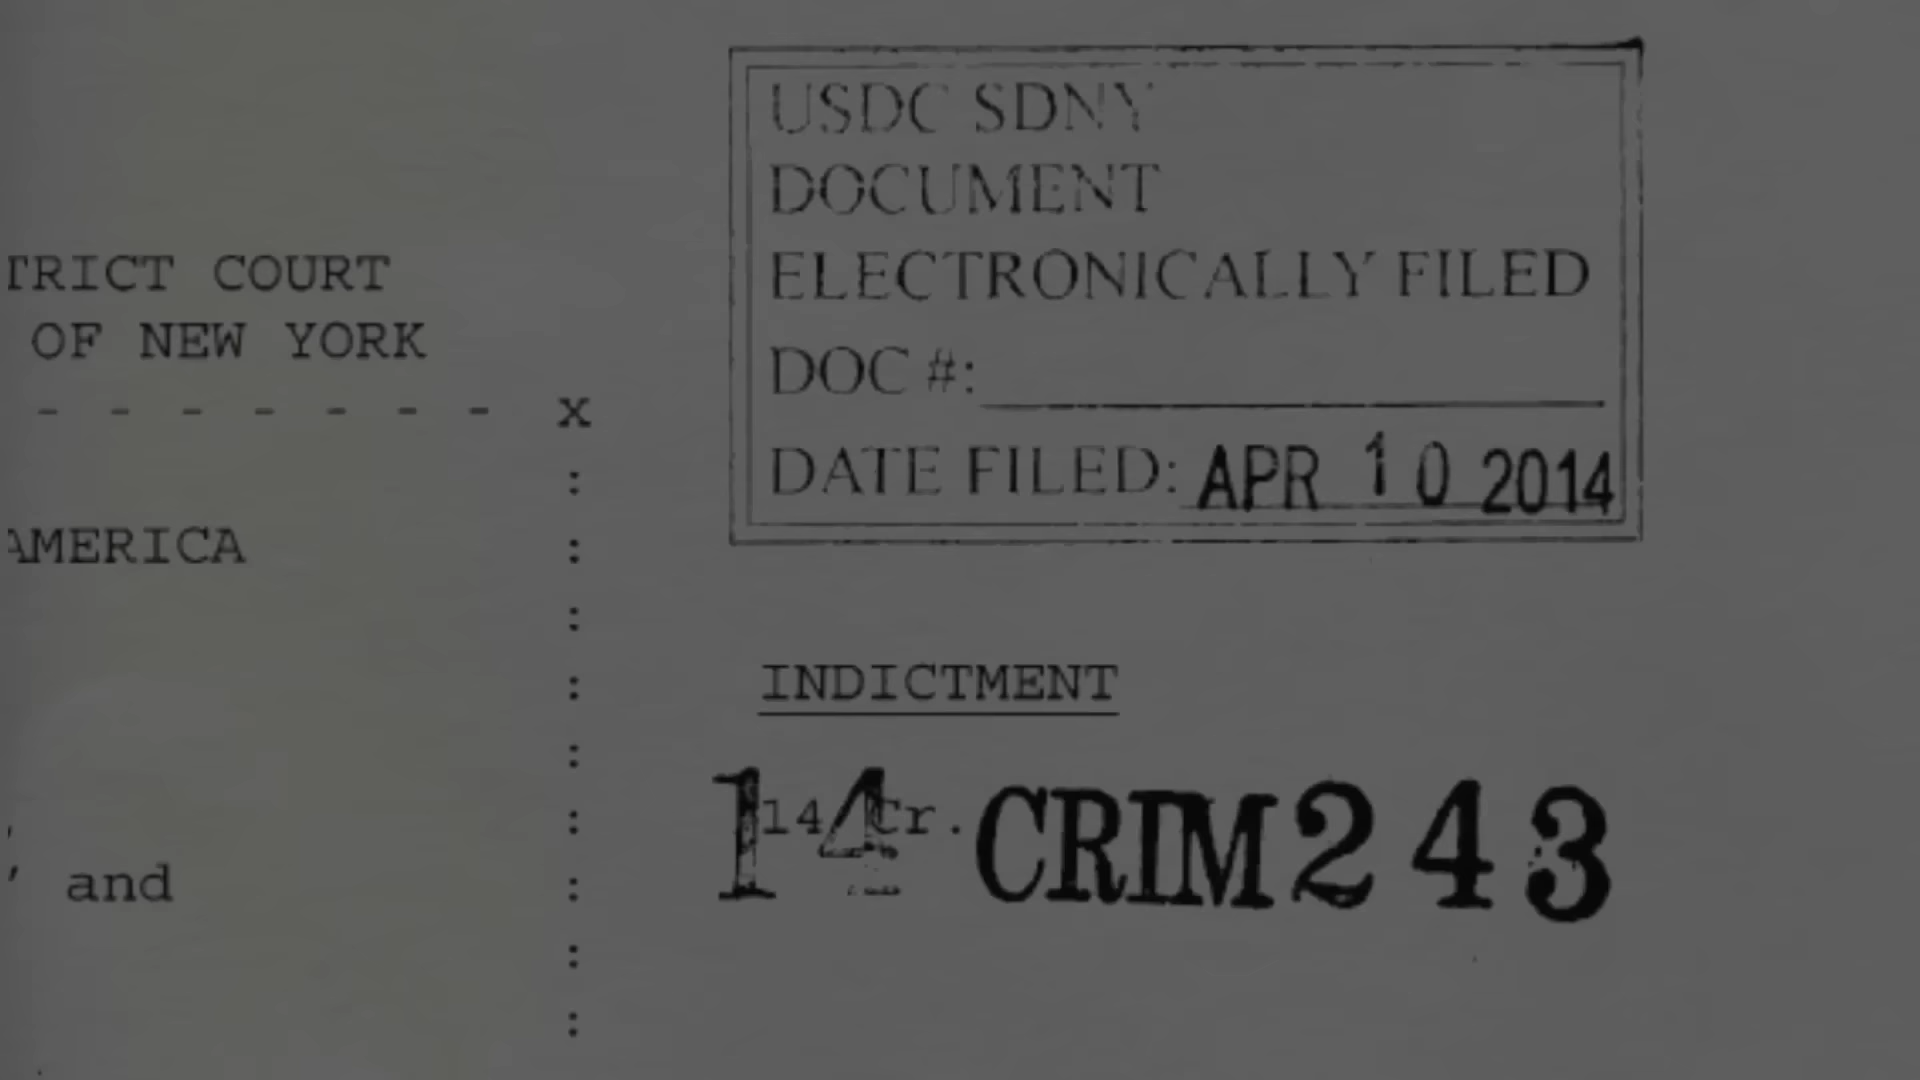 USDC SDNY
DOCUMENT
ELECTRONICALLY FILED
DOC #:
DATE FILED: APR 10 2014
TRICT COURT
OF NEW YORK
- - - - - - - x
:
AMERICA :
:
:
INDICTMENT
:
14 Cr.
14 CRIM 243
,
:
' and :
:
: